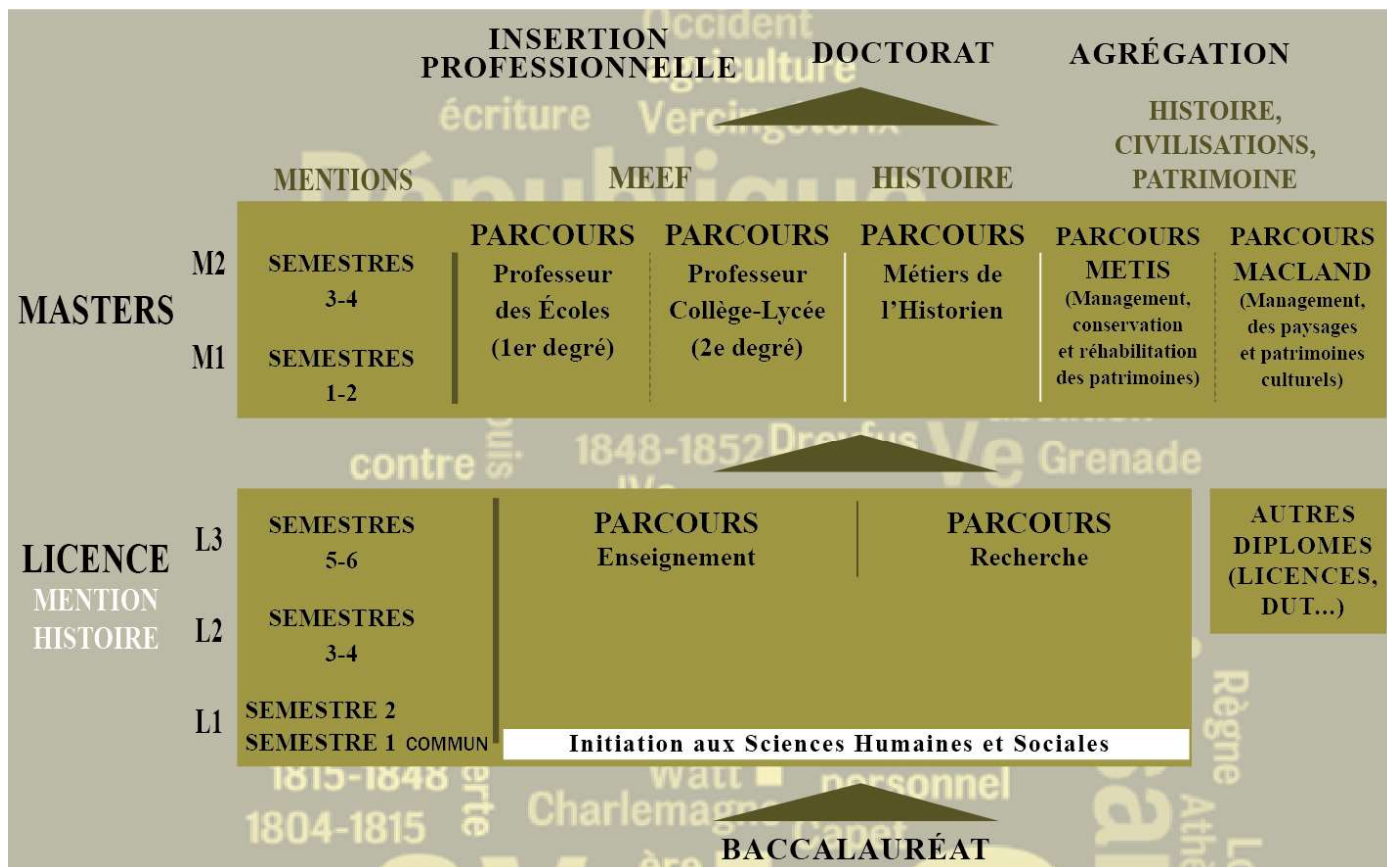 INSERTION
PROFESSIONNELLE
DOCTORAT
AGRÉGATION
Occident
agriculture
écriture
Vercingétorix
République
HISTOIRE,
CIVILISATIONS,
PATRIMOINE
MENTIONS
MEEF
HISTOIRE
MASTERS
M2
M1
SEMESTRES
3-4
SEMESTRES
1-2
PARCOURS
Professeur
des Écoles
(1er degré)
PARCOURS
Professeur
Collège-Lycée
(2e degré)
PARCOURS
Métiers de
l'Historien
PARCOURS
METIS
(Management,
conservation
et réhabilitation
des patrimoines)
PARCOURS
MACLAND
(Management,
des paysages
et patrimoines
culturels)
contre
1848-1852
Dreyfus
Ve
Grenade
LICENCE
MENTION
HISTOIRE
L3
L2
L1
SEMESTRES
5-6
SEMESTRES
3-4
SEMESTRE 2
SEMESTRE 1 COMMUN
PARCOURS
Enseignement
PARCOURS
Recherche
Initiation aux Sciences Humaines et Sociales
AUTRES
DIPLOMES
(LICENCES,
DUT...)
Règne
1815-1848
Watt
personnel
1804-1815
Charlemagne
Capet
BACCALAURÉAT